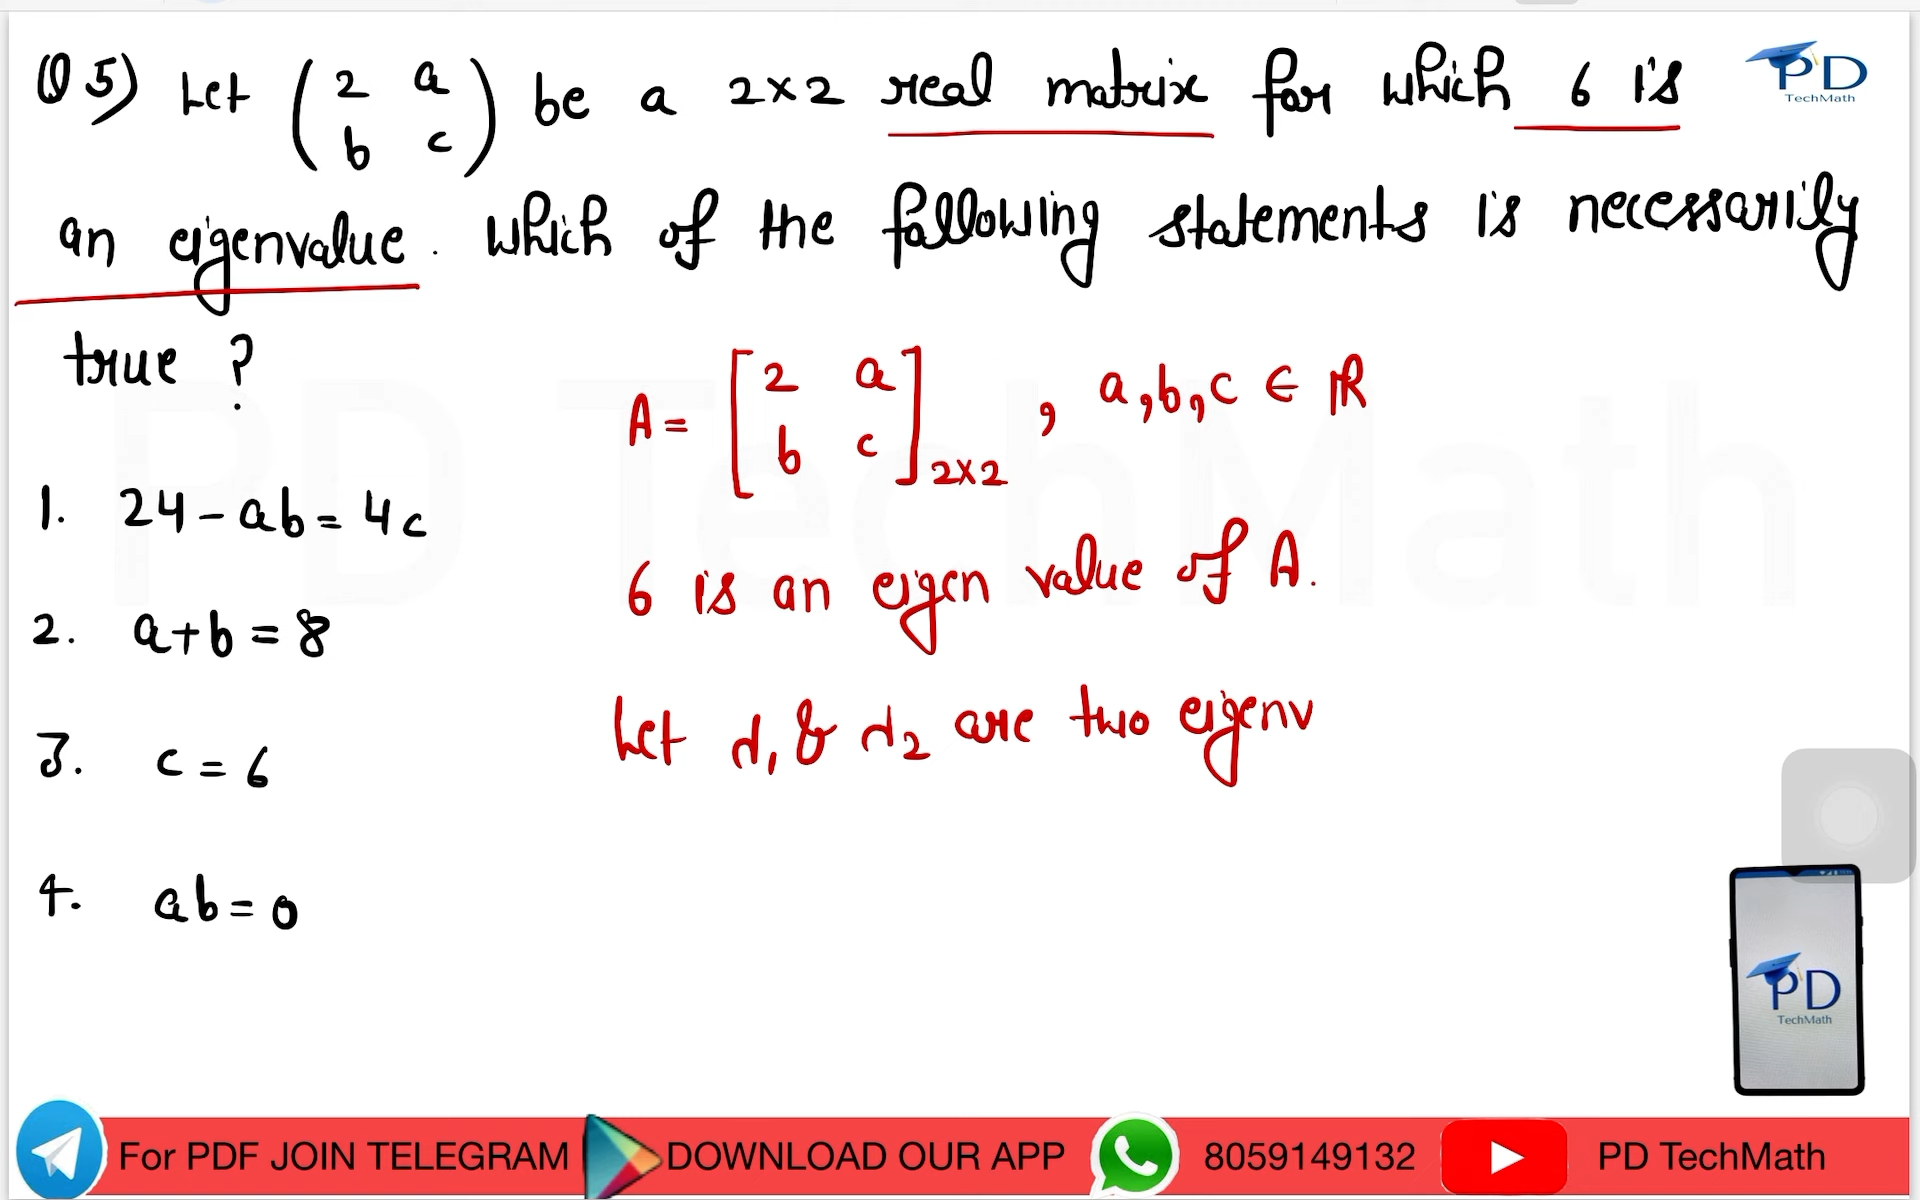 Q 5) Let ( 2 a ) be a 2×2 real matrix for which 6 is
( b c )
PD
TechMath
an eigenvalue. Which of the following statements is necessarily
true ?
A = [ 2 a ] , a,b,c ∈ ℝ
[ b c ]2×2
1. 24 - ab = 4c
6 is an eigen value of A.
2. a+b = 8
Let λ1 & λ2 are two eigenv
3. c = 6
4. ab = 0
PD
TechMath
PD TechMath
For PDF JOIN TELEGRAM DOWNLOAD OUR APP 8059149132 PD TechMath